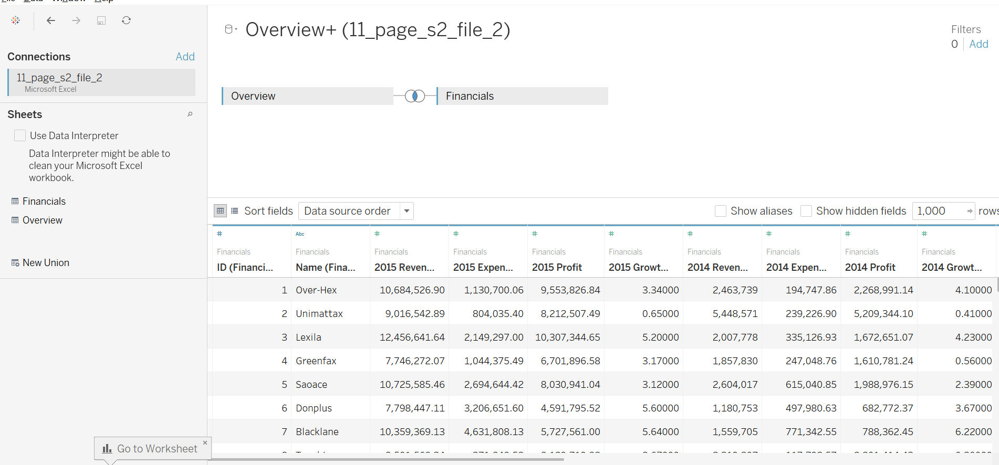 File Data Window Help
Connections Add
11_page_s2_file_2
Microsoft Excel
Sheets
Use Data Interpreter
Data Interpreter might be able to
clean your Microsoft Excel
workbook.
Financials
Overview
New Union
Go to Worksheet
Overview+ (11_page_s2_file_2)
Filters
0 Add
Overview Financials
Sort fields Data source order Show aliases Show hidden fields 1,000 rows
# Abc # # # # # # # #
Financials Financials Financials Financials Financials Financials Financials Financials Financials Financials
ID (Financi... Name (Fina... 2015 Reven... 2015 Expen... 2015 Profit 2015 Growt... 2014 Reven... 2014 Expen... 2014 Profit 2014 Growt...
1 Over-Hex 10,684,526.90 1,130,700.06 9,553,826.84 3.34000 2,463,739 194,747.86 2,268,991.14 4.10000
2 Unimattax 9,016,542.89 804,035.40 8,212,507.49 0.65000 5,448,571 239,226.90 5,209,344.10 0.41000
3 Lexila 12,456,641.64 2,149,297.00 10,307,344.65 5.20000 2,007,778 335,126.93 1,672,651.07 4.23000
4 Greenfax 7,746,272.07 1,044,375.49 6,701,896.58 3.17000 1,857,830 247,048.76 1,610,781.24 0.56000
5 Saoace 10,725,585.46 2,694,644.42 8,030,941.04 3.12000 2,604,017 615,040.85 1,988,976.15 2.39000
6 Donplus 7,798,447.11 3,206,651.60 4,591,795.52 5.60000 1,180,753 497,980.63 682,772.37 3.67000
7 Blacklane 10,359,369.13 4,631,808.13 5,727,561.00 5.64000 1,559,705 771,342.55 788,362.45 6.22000